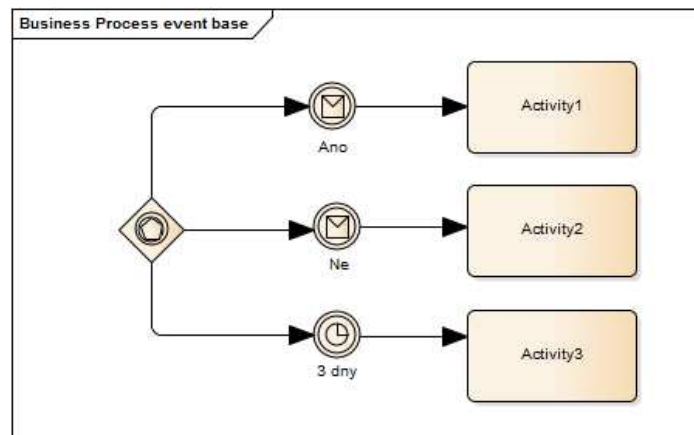 Business Process event base
Activity1
Ano
Activity2
Ne
Activity3
3 dny